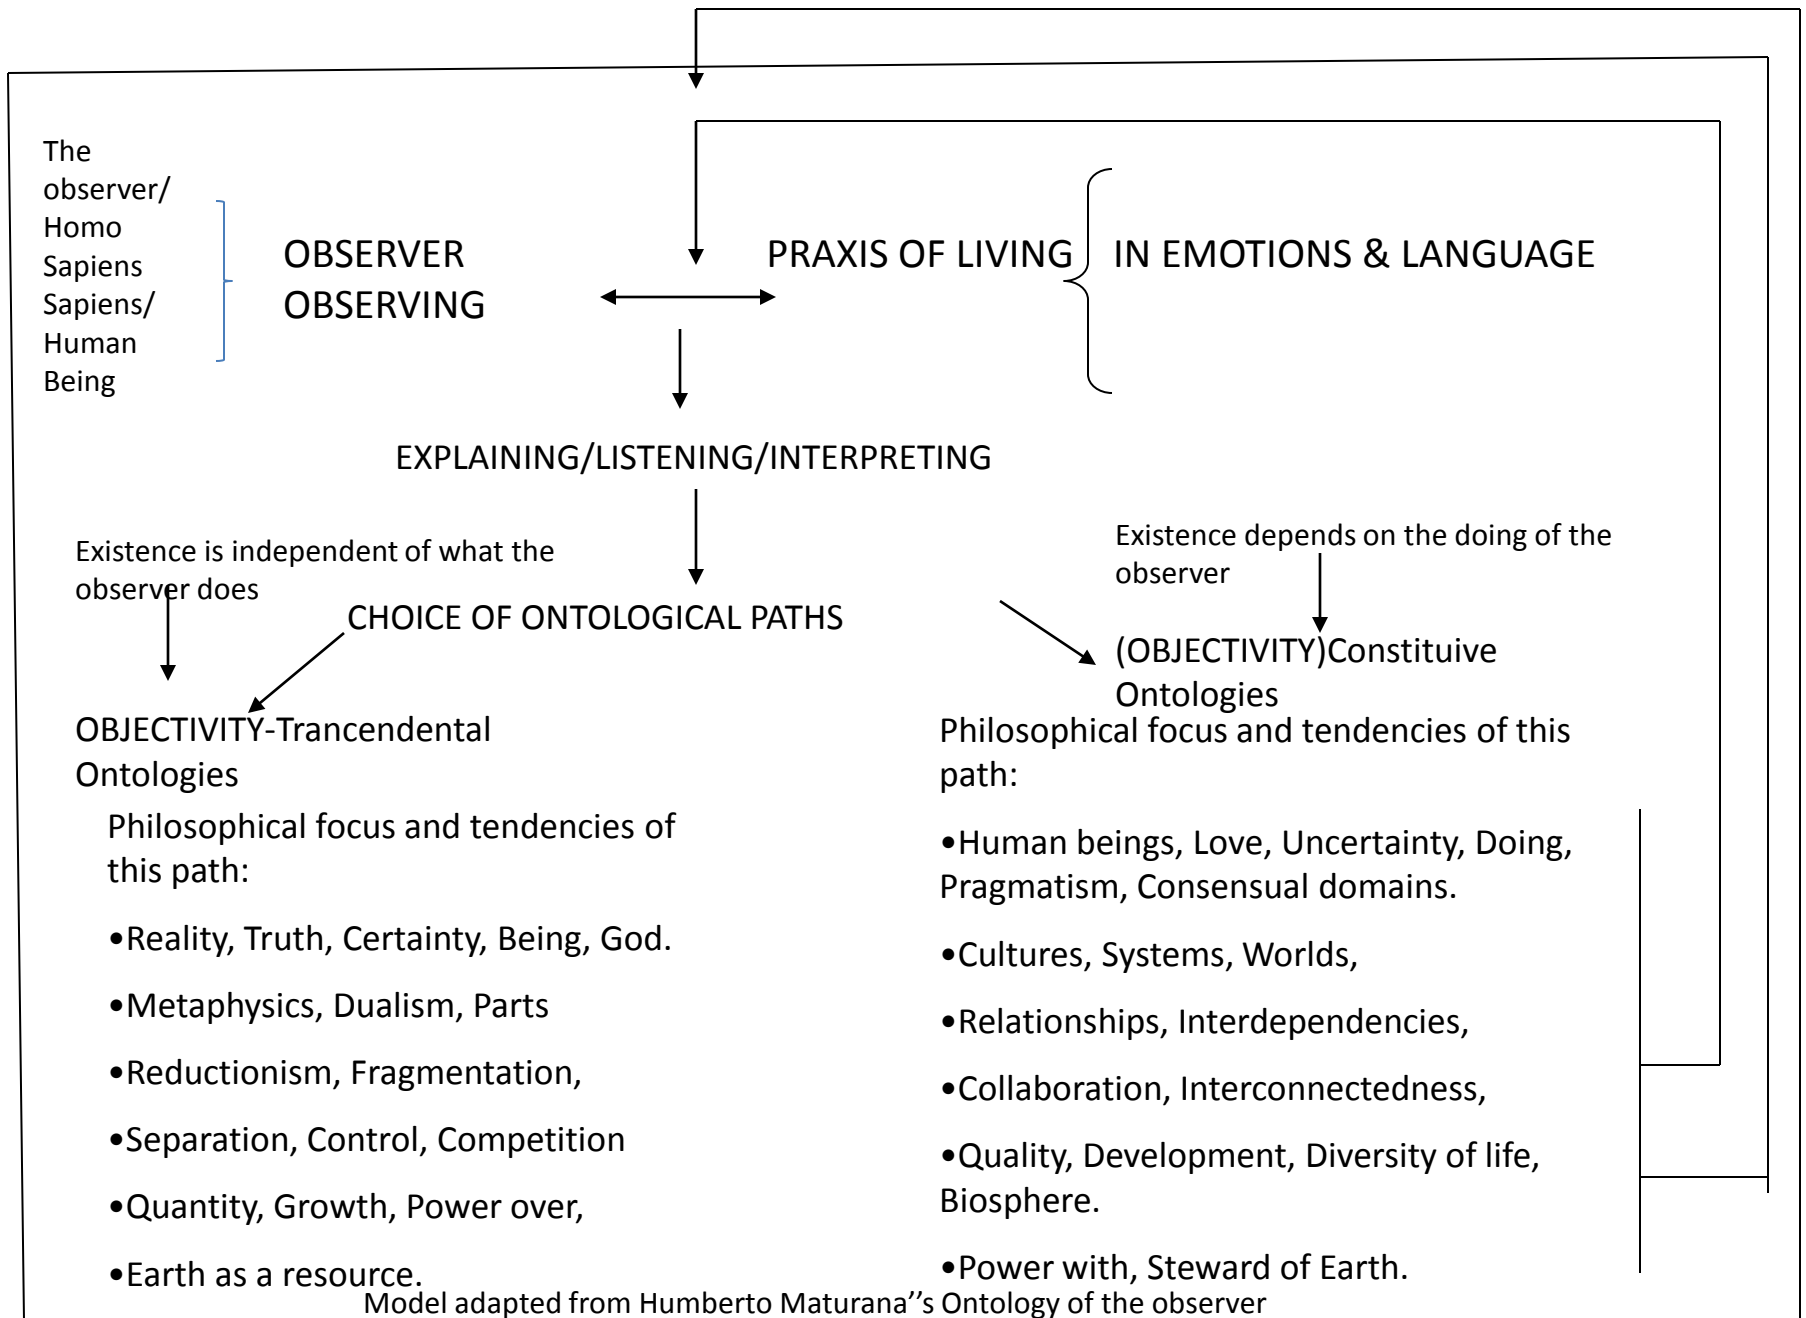 The
observer/
Homo
Sapiens
Sapiens/
Human
Being
OBSERVER
OBSERVING
PRAXIS OF LIVING
IN EMOTIONS & LANGUAGE
EXPLAINING/LISTENING/INTERPRETING
Existence is independent of what the
observer does
Existence depends on the doing of the
observer
CHOICE OF ONTOLOGICAL PATHS
OBJECTIVITY-Trancendental
Ontologies
Philosophical focus and tendencies of
this path:
•Reality, Truth, Certainty, Being, God.
•Metaphysics, Dualism, Parts
•Reductionism, Fragmentation,
•Separation, Control, Competition
•Quantity, Growth, Power over,
•Earth as a resource.
(OBJECTIVITY)Constituive
Ontologies
Philosophical focus and tendencies of this
path:
•Human beings, Love, Uncertainty, Doing,
Pragmatism, Consensual domains.
•Cultures, Systems, Worlds,
•Relationships, Interdependencies,
•Collaboration, Interconnectedness,
•Quality, Development, Diversity of life,
Biosphere.
•Power with, Steward of Earth.
Model adapted from Humberto Maturana''s Ontology of the observer